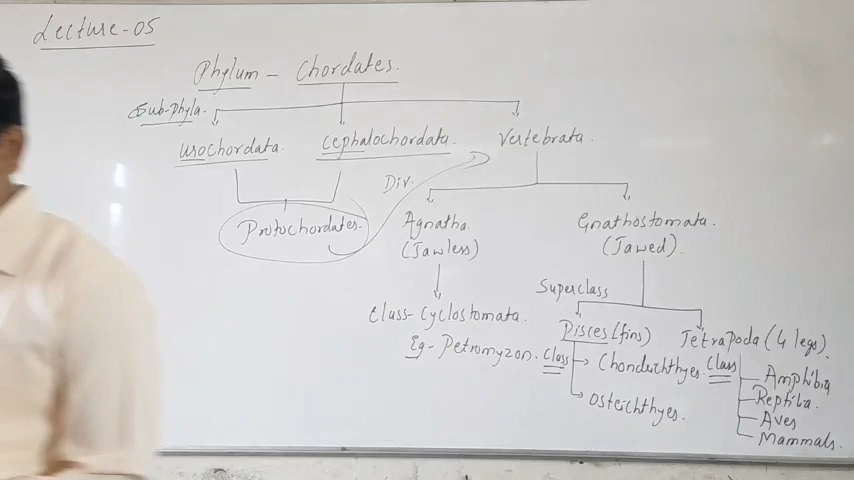 Lecture-05
Phylum - Chordates.
Sub-phyla.
Urochordata.
Cephalochordata.
Vertebrata.
Div.
Protochordates.
Agnatha.
(Jawless)
Gnathostomata.
(Jawed).
Class-Cyclostomata.
Eg-Petromyzon.
Superclass
Pisces (fins)
Class
Chondrichthyes.
Osteichthyes.
Tetrapoda (4 legs).
Class
Amphibia
Reptilia.
Aves
Mammals.